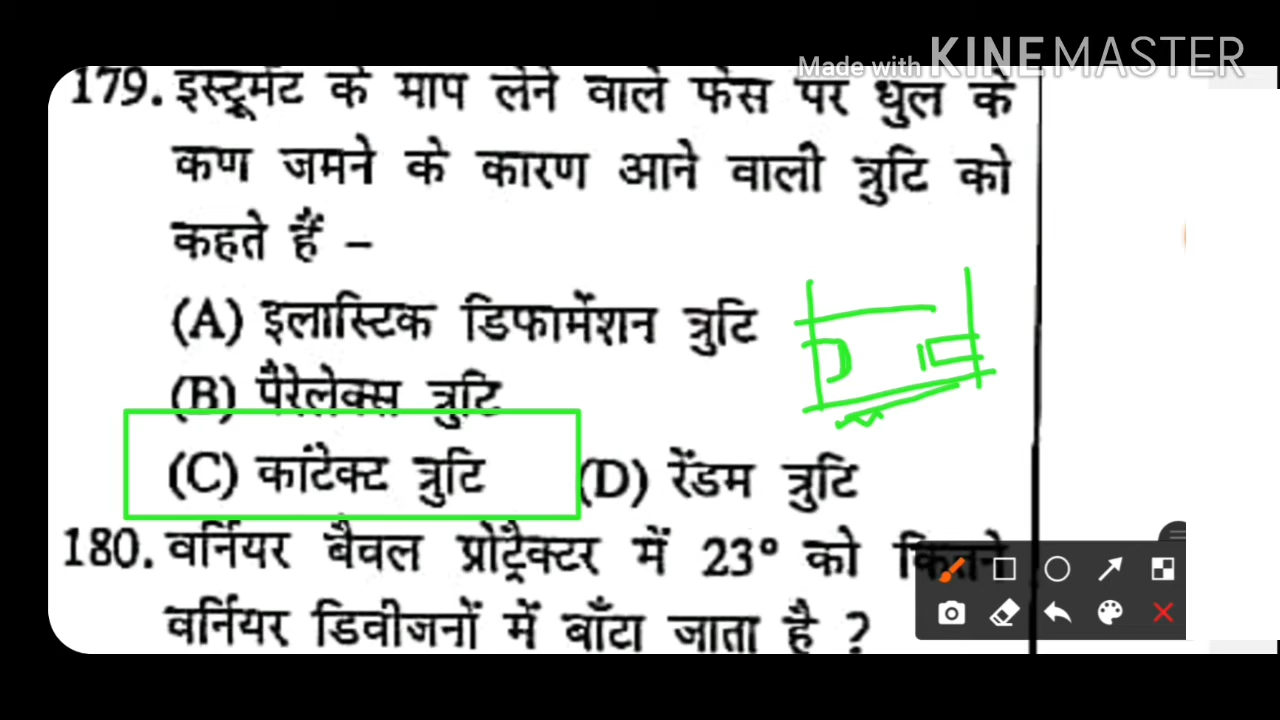 Made with KINEMASTER
179. इंस्ट्रूमेंट के माप लेने वाले फेस पर धुल के
कण जमने के कारण आने वाली त्रुटि को
कहते हैं –
(A) इलास्टिक डिफार्मेशन त्रुटि
(B) पैरेलेक्स त्रुटि
(C) कांटेक्ट त्रुटि (D) रेंडम त्रुटि
180. वर्नियर बैवल प्रोट्रैक्टर में 23° को कितने
वर्नियर डिवीजनों में बाँटा जाता है ?